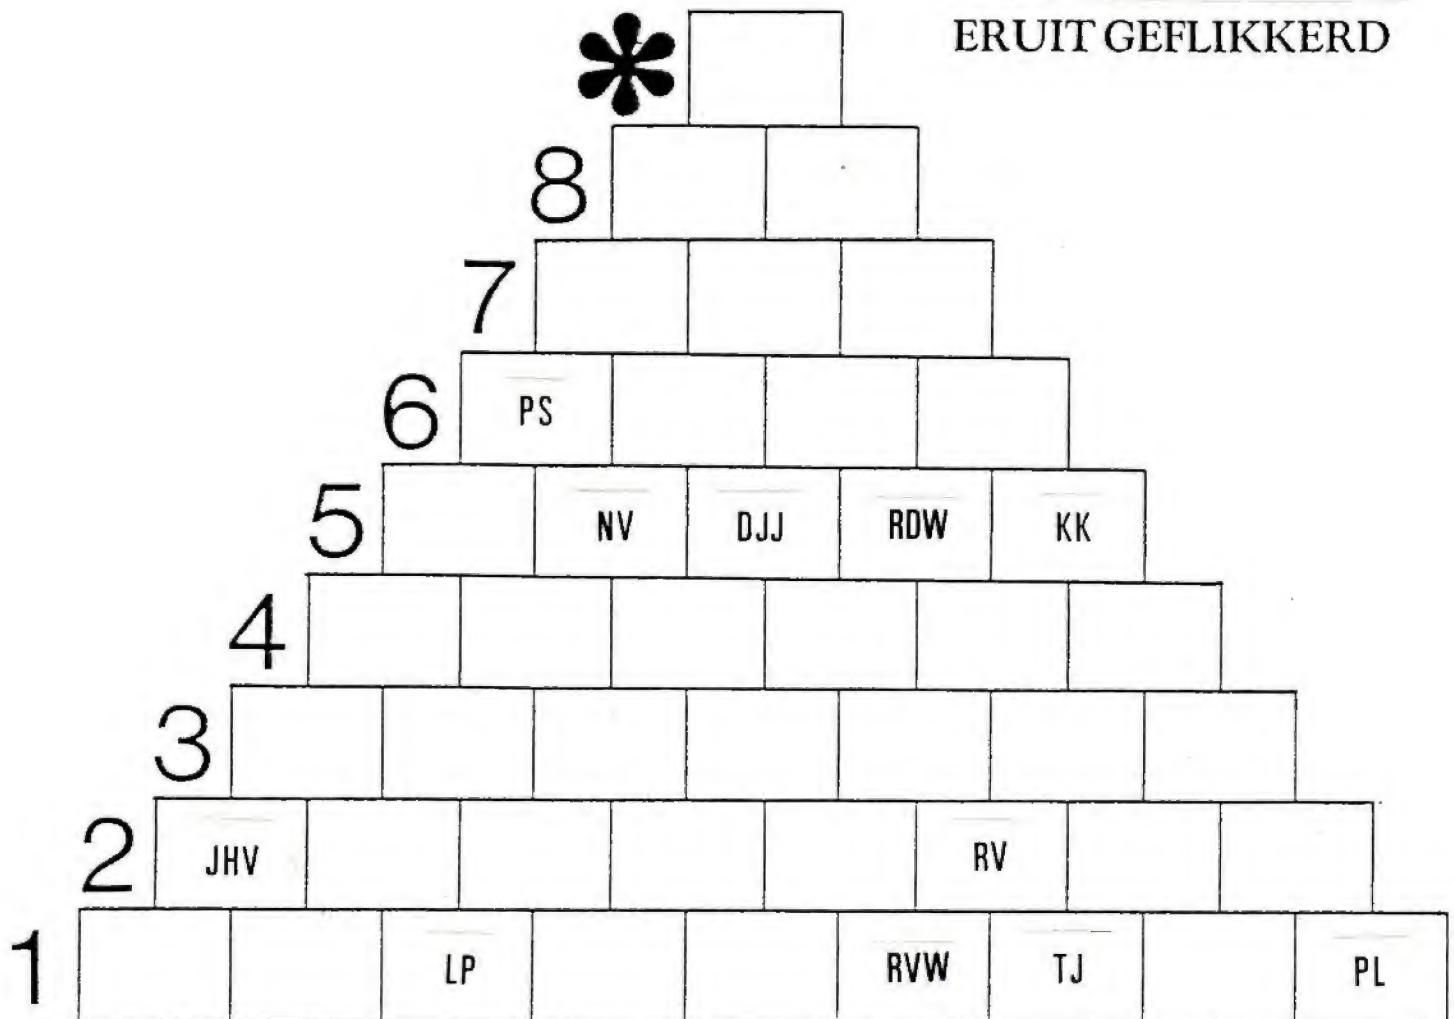 ERUIT GEFLIKKERD
*
8
7
6 PS
5 NV DJJ RDW KK
4
3
2 JHV RV
1 LP RVW TJ PL